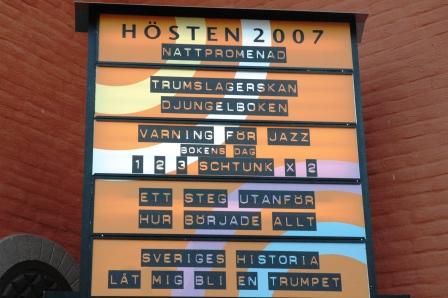 HÖSTEN 2007
NATTPROMENAD
TRUMSLAGERSKAN
DJUNGELBOKEN
VARNING FÖR JAZZ
BOKENS DAG
1 2 3 SCHTUNK X 2
ETT STEG UTANFÖR
HUR BÖRJADE ALLT
SVERIGES HISTORIA
LÅT MIG BLI EN TRUMPET